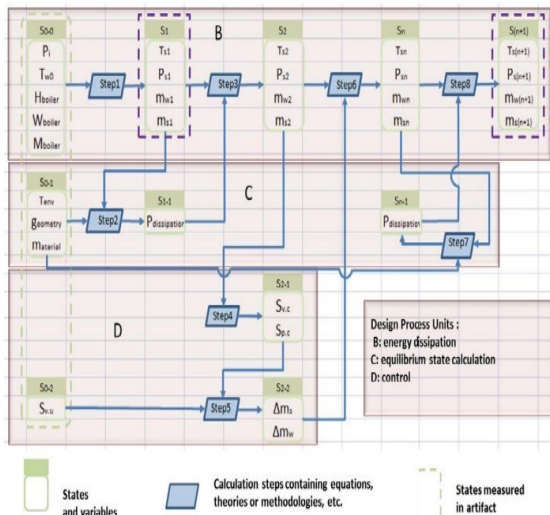 S0-0
Pi
Tw0
Hboiler
Wboiler
Mboiler
Step1
S1
Ts1
Ps1
mw1
ms1
B
Step3
S2
Ts2
Ps2
mw2
ms1
Step6
Sn
Tsn
Psn
mwn
msn
Step8
S(n+1)
Ts(n+1)
Ps(n+1)
mw(n+1)
ms(n+1)
S0-1
Tenv
geometry
material
Step2
S1-1
Pdissipation
C
Sn-1
Pdissipation
Step7
D
Step4
S2-1
Sv.c
Sp.c
S0-2
Sv.u
Step5
S2-2
Δms
Δmw
Design Process Units :
B: energy dissipation
C: equilibrium state calculation
D: control
States
and variables
Calculation steps containing equations,
theories or methodologies, etc.
States measured
in artifact